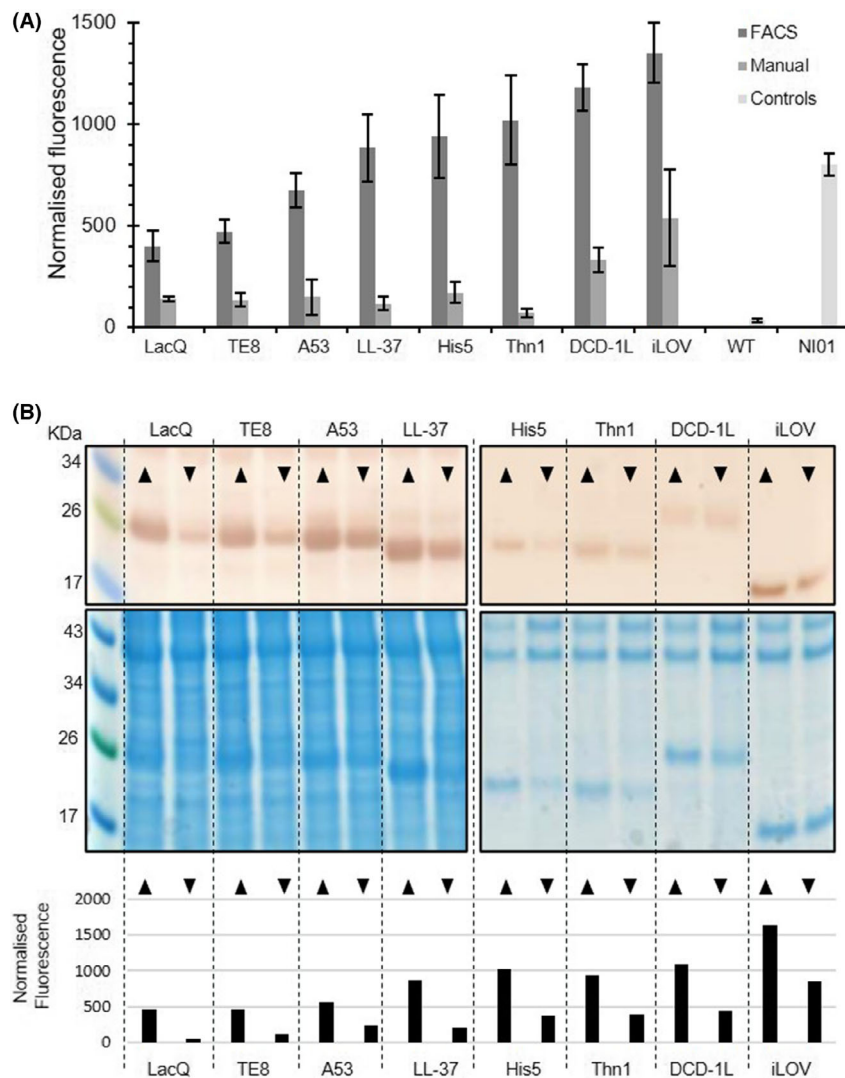 (A)
1500
1000
500
0
Normalised fluorescence
FACS
Manual
Controls
LacQ TE8 A53 LL-37 His5 Thn1 DCD-1L iLOV WT NI01
(B)
KDa LacQ TE8 A53 LL-37 His5 Thn1 DCD-1L iLOV
34
26
17
43
34
26
17
2000
1500
1000
500
0
Normalised
Fluorescence
LacQ TE8 A53 LL-37 His5 Thn1 DCD-1L iLOV